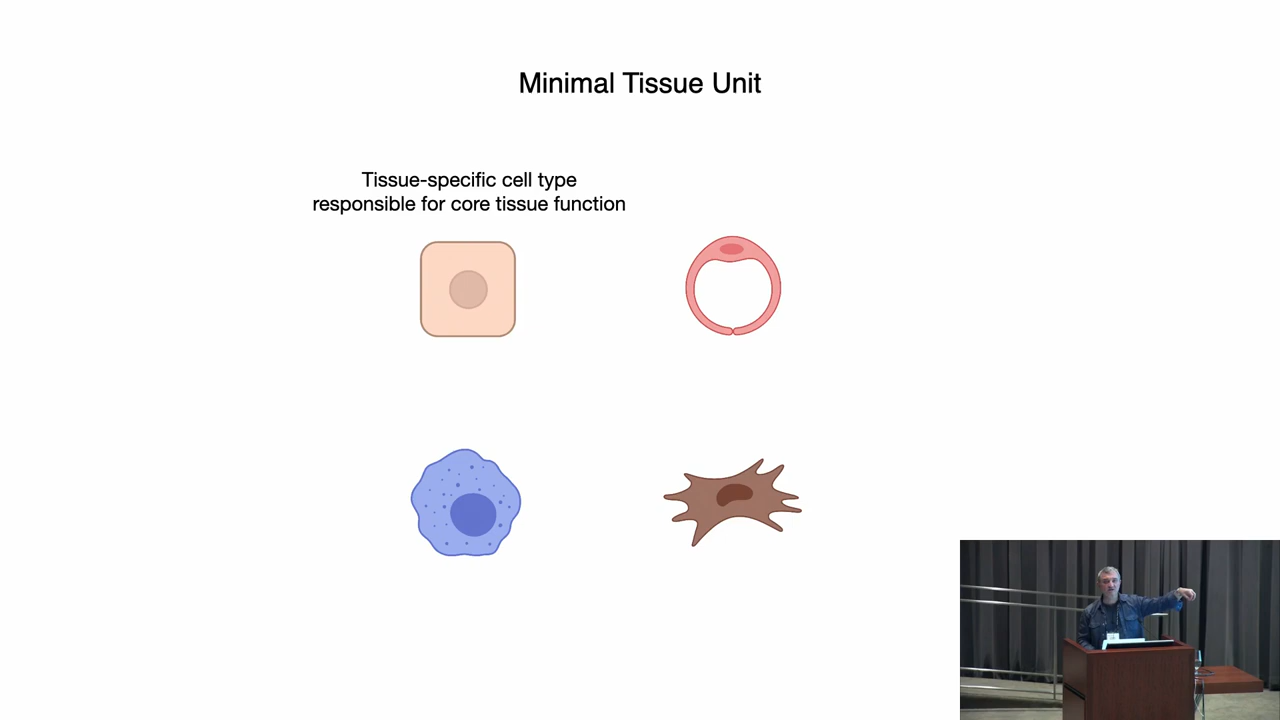 Minimal Tissue Unit
Tissue-specific cell type
responsible for core tissue function